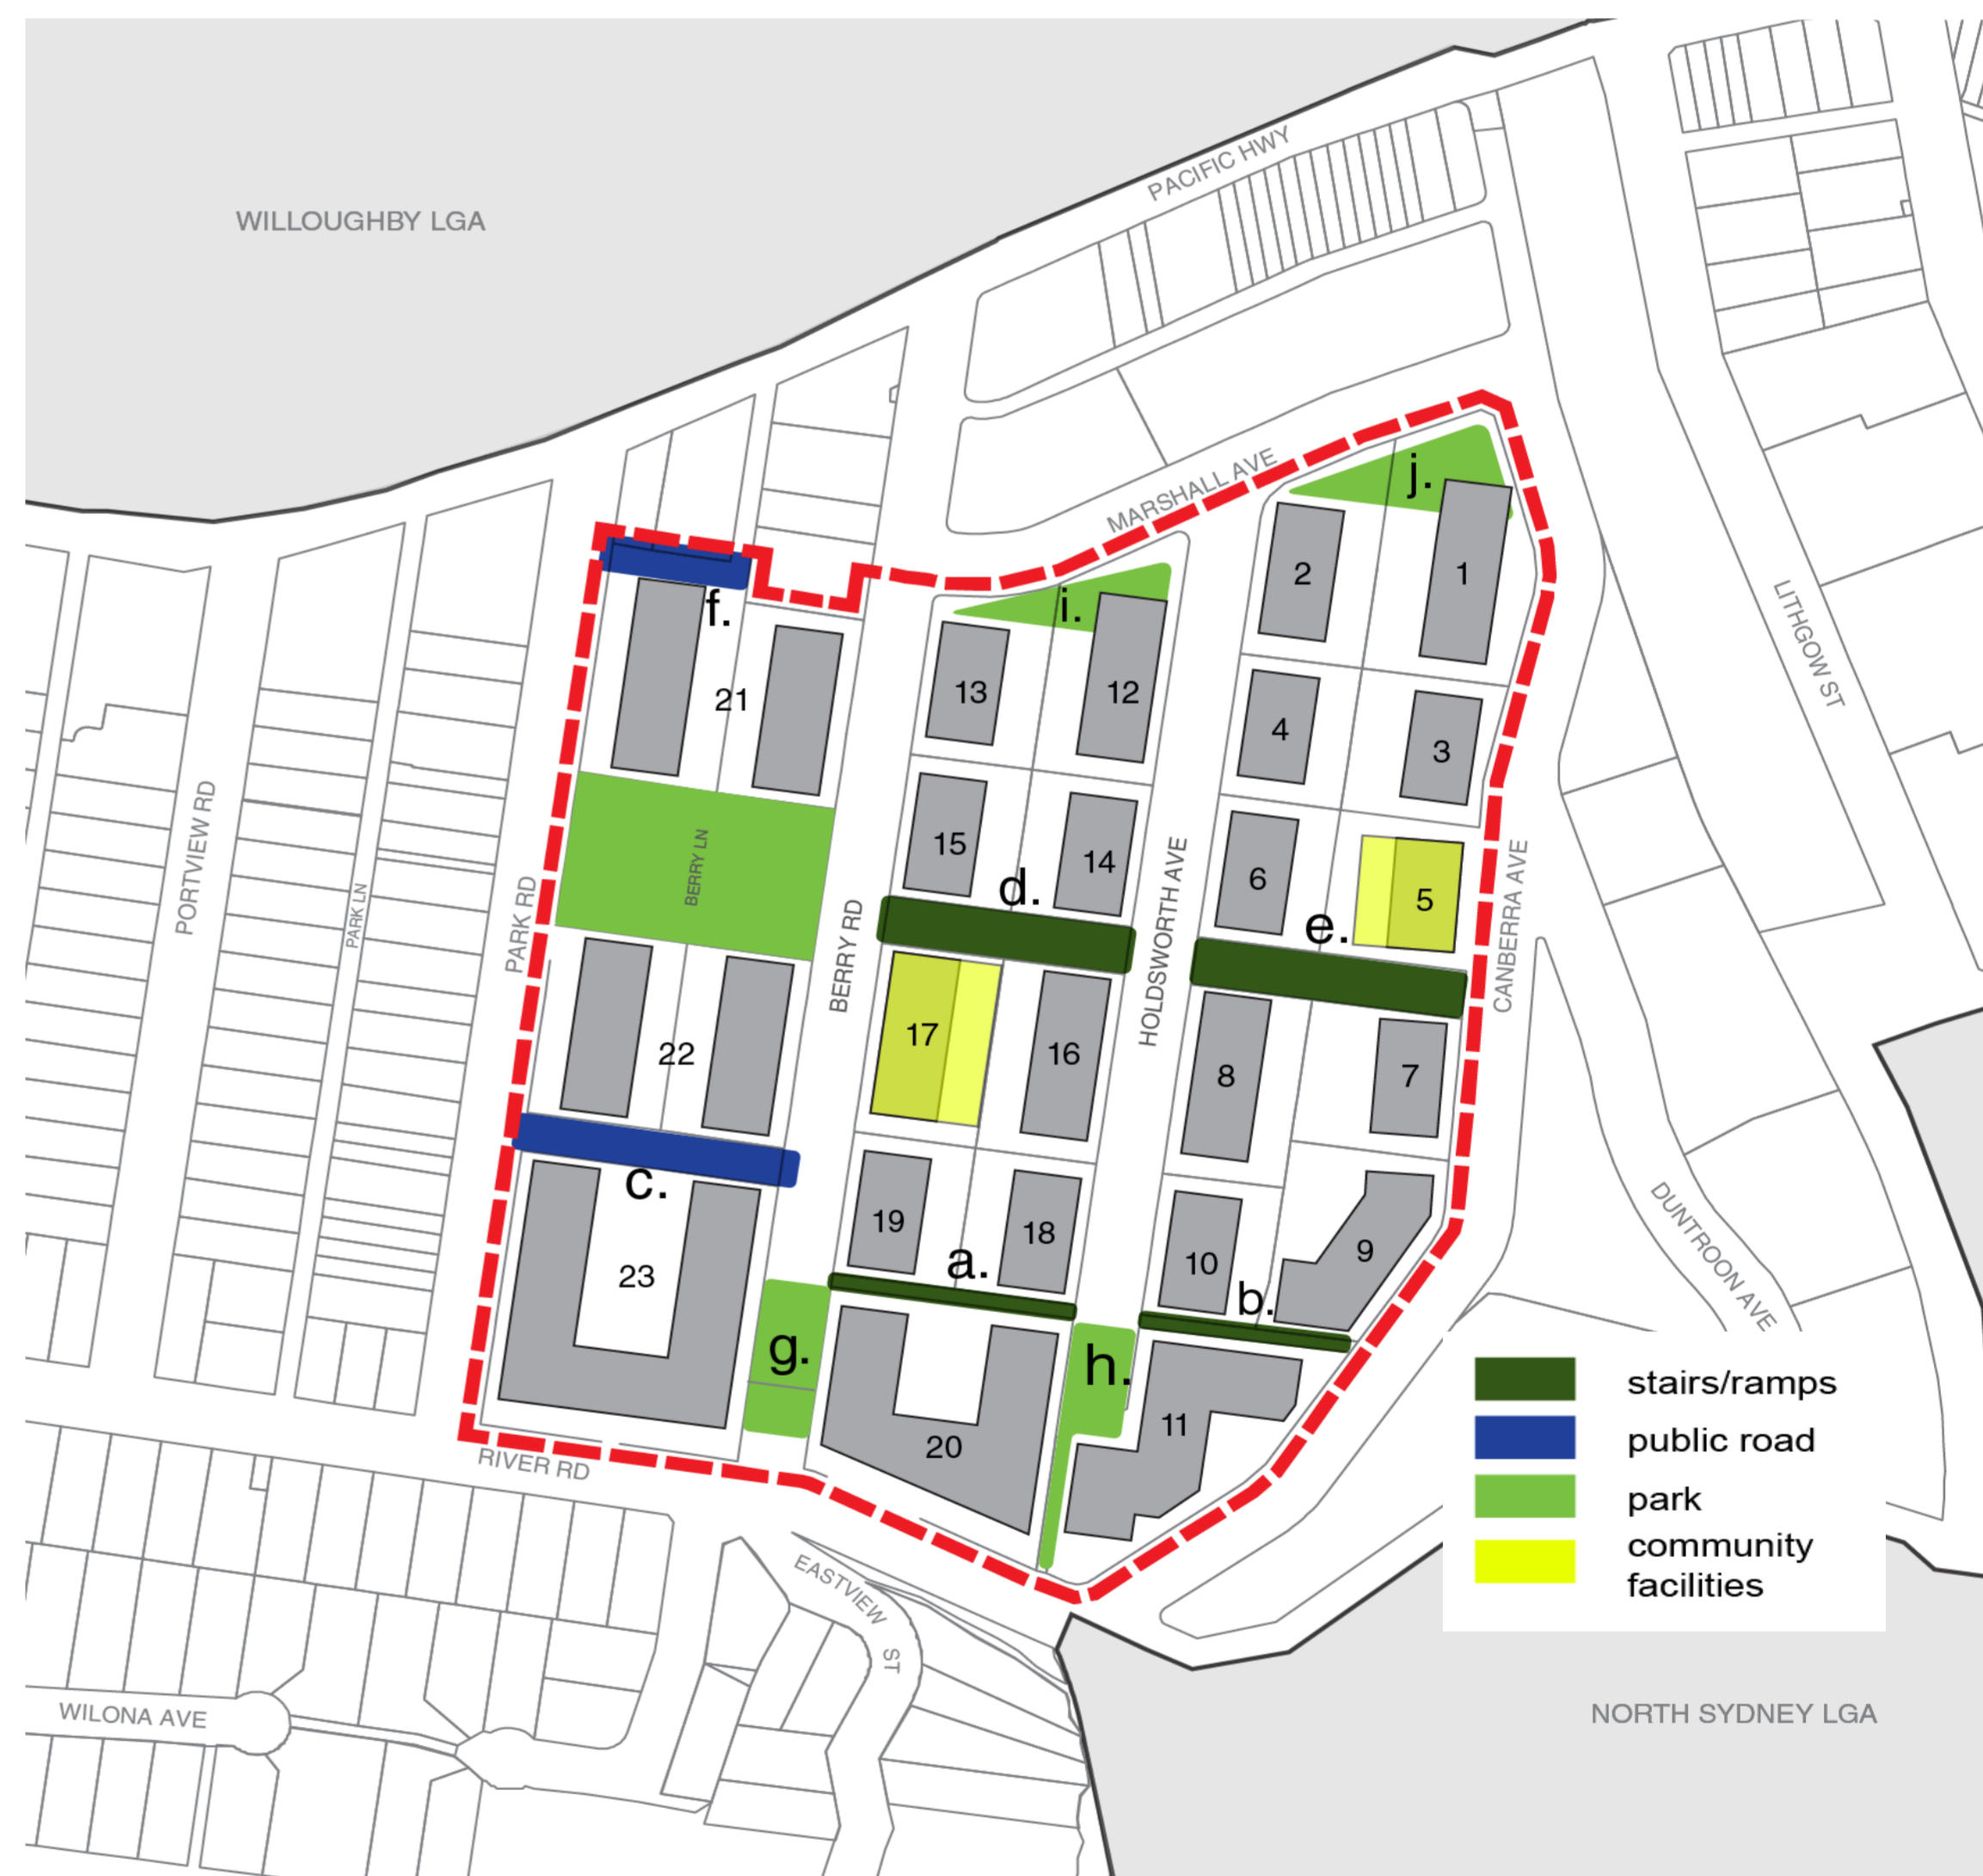 WILLOUGHBY LGA
PACIFIC HWY
MARSHALL AVE
LITHGOW ST
PORTVIEW RD
PARK LN
PARK RD
BERRY LN
BERRY RD
HOLDSWORTH AVE
CANBERRA AVE
DUNTROON AVE
RIVER RD
EASTVIEW ST
WILONA AVE
NORTH SYDNEY LGA
j.
2
1
i.
f.
13
12
21
4
3
15
14
6
5
d.
e.
17
16
22
8
7
c.
19
18
23
a.
10
9
b.
g.
h.
11
20
stairs/ramps
public road
park
community
facilities